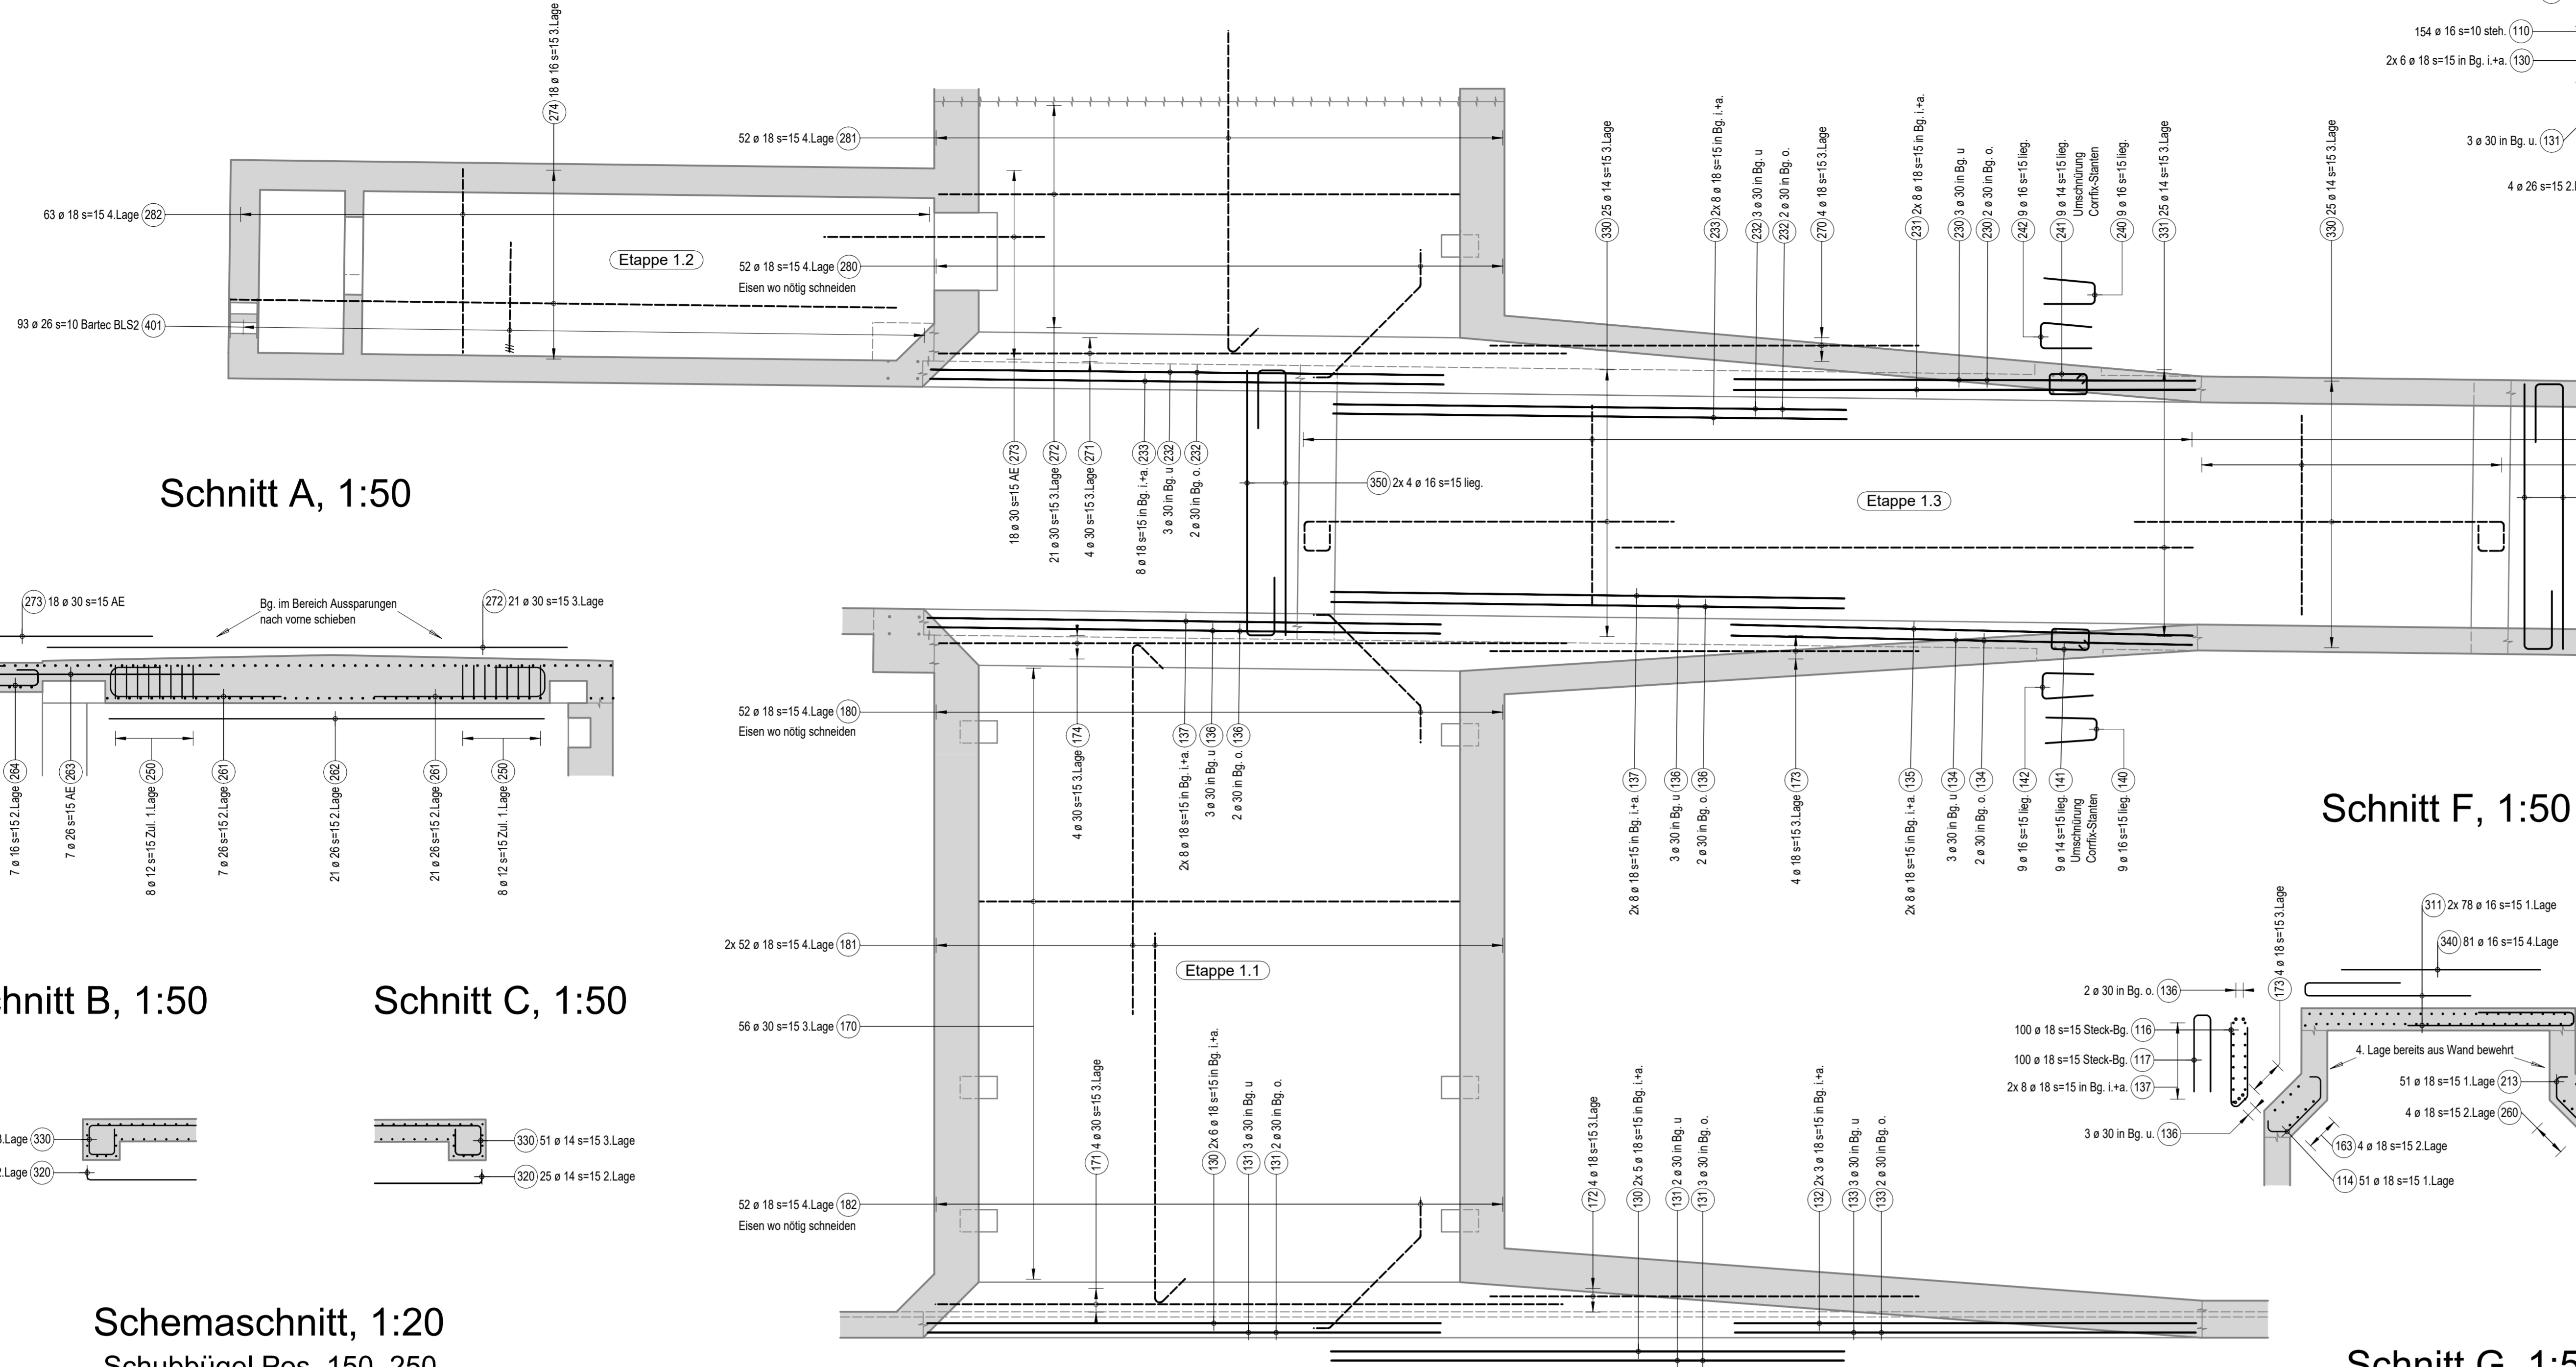 274 18 ø 16 s=15 3.Lage
154 ø 16 s=10 steh. 110
2x 6 ø 18 s=15 in Bg. i.+a. 130
3 ø 30 in Bg. u. 131
4 ø 26 s=15
52 ø 18 s=15 4.Lage 281
63 ø 18 s=15 4.Lage 282
Etappe 1.2
52 ø 18 s=15 4.Lage 280
Eisen wo nötig schneiden
93 ø 26 s=10 Bartec BLS2 401
330 25 ø 14 s=15 3.Lage
233 2x 8 ø 18 s=15 in Bg. i.+a.
232 3 ø 30 in Bg. u
232 2 ø 30 in Bg. o.
270 4 ø 18 s=15 3.Lage
231 2x 8 ø 18 s=15 in Bg. i.+a.
230 3 ø 30 in Bg. u
230 2 ø 30 in Bg. o.
242 9 ø 16 s=15 lieg.
241 9 ø 14 s=15 lieg.
Umschnürung
Corrfix-Stanten
240 9 ø 16 s=15 lieg.
331 25 ø 14 s=15 3.Lage
330 25 ø 14 s=15 3.Lage
Schnitt A, 1:50
18 ø 30 s=15 AE 273
21 ø 30 s=15 3.Lage 272
4 ø 30 s=15 3.Lage 271
8 ø 18 s=15 in Bg. i.+a. 233
3 ø 30 in Bg. u 232
2 ø 30 in Bg. o. 232
350 2x 4 ø 16 s=15 lieg.
Etappe 1.3
273 18 ø 30 s=15 AE
Bg. im Bereich Aussparungen
nach vorne schieben
272 21 ø 30 s=15 3.Lage
7 ø 16 s=15 2.Lage 264
7 ø 26 s=15 AE 263
8 ø 12 s=15 Zul. 1.Lage 250
7 ø 26 s=15 2.Lage 261
21 ø 26 s=15 2.Lage 262
21 ø 26 s=15 2.Lage 261
8 ø 12 s=15 Zul. 1.Lage 250
52 ø 18 s=15 4.Lage 180
Eisen wo nötig schneiden
4 ø 30 s=15 3.Lage 174
2x 8 ø 18 s=15 in Bg. i.+a. 137
3 ø 30 in Bg. u 136
2 ø 30 in Bg. o. 136
2x 8 ø 18 s=15 in Bg. i.+a. 137
3 ø 30 in Bg. u 136
2 ø 30 in Bg. o. 136
4 ø 18 s=15 3.Lage 173
2x 8 ø 18 s=15 in Bg. i.+a. 135
3 ø 30 in Bg. u 134
2 ø 30 in Bg. o. 134
9 ø 16 s=15 lieg. 142
9 ø 14 s=15 lieg. 141
Umschnürung
Corrfix-Stanten
9 ø 16 s=15 lieg. 140
Schnitt F, 1:50
2x 52 ø 18 s=15 4.Lage 181
Etappe 1.1
56 ø 30 s=15 3.Lage 170
hnitt B, 1:50
Schnitt C, 1:50
311 2x 78 ø 16 s=15 1.Lage
340 81 ø 16 s=15 4.Lage
173 4 ø 18 s=15 3.Lage
2 ø 30 in Bg. o. 136
100 ø 18 s=15 Steck-Bg. 116
100 ø 18 s=15 Steck-Bg. 117
2x 8 ø 18 s=15 in Bg. i.+a. 137
3 ø 30 in Bg. u. 136
4. Lage bereits aus Wand bewehrt
51 ø 18 s=15 1.Lage 213
4 ø 18 s=15 2.Lage 260
163 4 ø 18 s=15 2.Lage
114 51 ø 18 s=15 1.Lage
.Lage 330
.Lage 320
330 51 ø 14 s=15 3.Lage
320 25 ø 14 s=15 2.Lage
171 4 ø 30 s=15 3.Lage
130 2x 6 ø 18 s=15 in Bg. i.+a.
131 3 ø 30 in Bg. u
131 2 ø 30 in Bg. o.
172 4 ø 18 s=15 3.Lage
130 2x 5 ø 18 s=15 in Bg. i.+a.
131 2 ø 30 in Bg. u
131 3 ø 30 in Bg. o.
132 2x 3 ø 18 s=15 in Bg. i.+a.
133 3 ø 30 in Bg. u
133 2 ø 30 in Bg. o.
52 ø 18 s=15 4.Lage 182
Eisen wo nötig schneiden
Schemaschnitt, 1:20
Schubbügel Pos. 150, 250
Schnitt G, 1:5